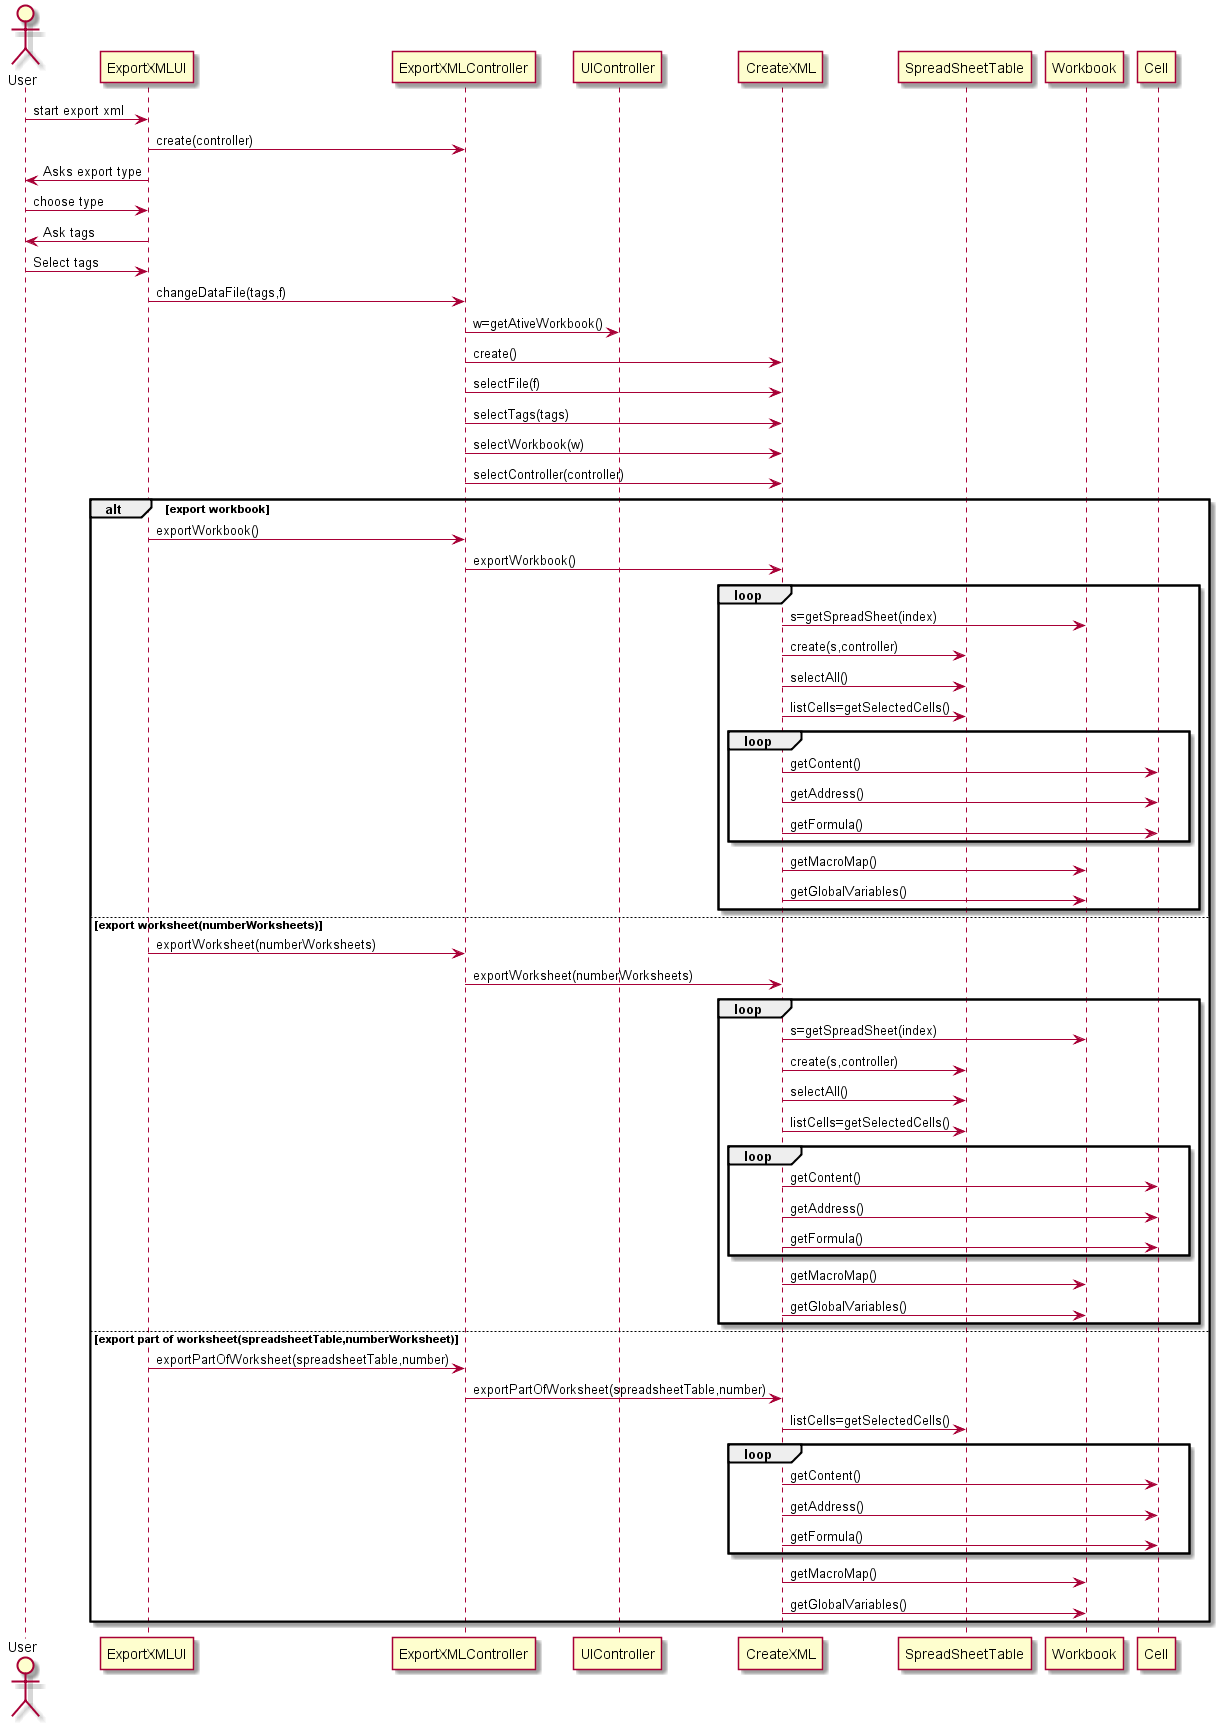 User
ExportXMLUI
ExportXMLController
UIController
CreateXML
SpreadSheetTable
Workbook
Cell
start export xml
create(controller)
Asks export type
choose type
Ask tags
Select tags
changeDataFile(tags,f)
w=getAtiveWorkbook()
create()
selectFile(f)
selectTags(tags)
selectWorkbook(w)
selectController(controller)
alt [export workbook]
exportWorkbook()
exportWorkbook()
loop
s=getSpreadSheet(index)
create(s,controller)
selectAll()
listCells=getSelectedCells()
loop
getContent()
getAddress()
getFormula()
getMacroMap()
getGlobalVariables()
[export worksheet(numberWorksheets)]
exportWorksheet(numberWorksheets)
exportWorksheet(numberWorksheets)
loop
s=getSpreadSheet(index)
create(s,controller)
selectAll()
listCells=getSelectedCells()
loop
getContent()
getAddress()
getFormula()
getMacroMap()
getGlobalVariables()
[export part of worksheet(spreadsheetTable,numberWorksheet)]
exportPartOfWorksheet(spreadsheetTable,number)
exportPartOfWorksheet(spreadsheetTable,number)
listCells=getSelectedCells()
loop
getContent()
getAddress()
getFormula()
getMacroMap()
getGlobalVariables()
User
ExportXMLUI
ExportXMLController
UIController
CreateXML
SpreadSheetTable
Workbook
Cell